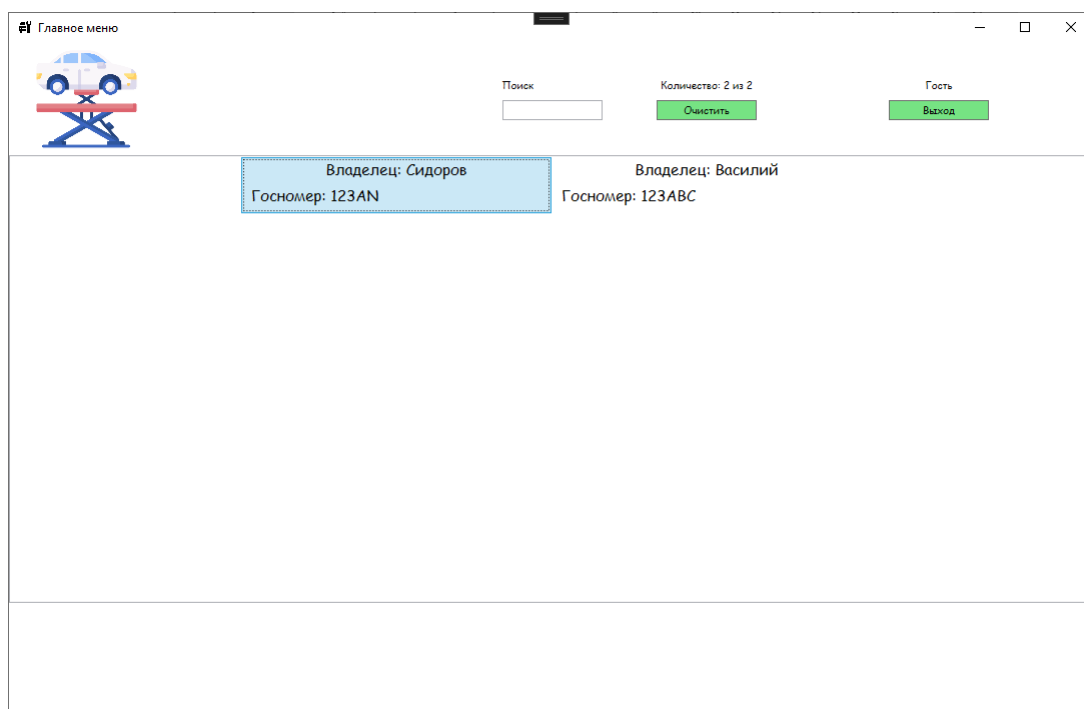 Главное меню
Поиск
Количество: 2 из 2
Гость
Очистить
Выход
Владелец: Сидоров
Госномер: 123AN
Владелец: Василий
Госномер: 123ABC